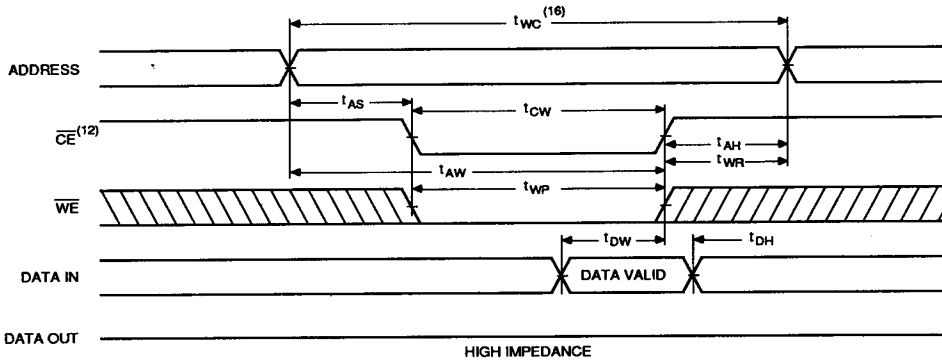 tWC(16)
ADDRESS
tAS
tCW
CE(12)
tAH
tWR
tAW
tWP
WE
tDW
tDH
DATA IN
DATA VALID
DATA OUT
HIGH IMPEDANCE